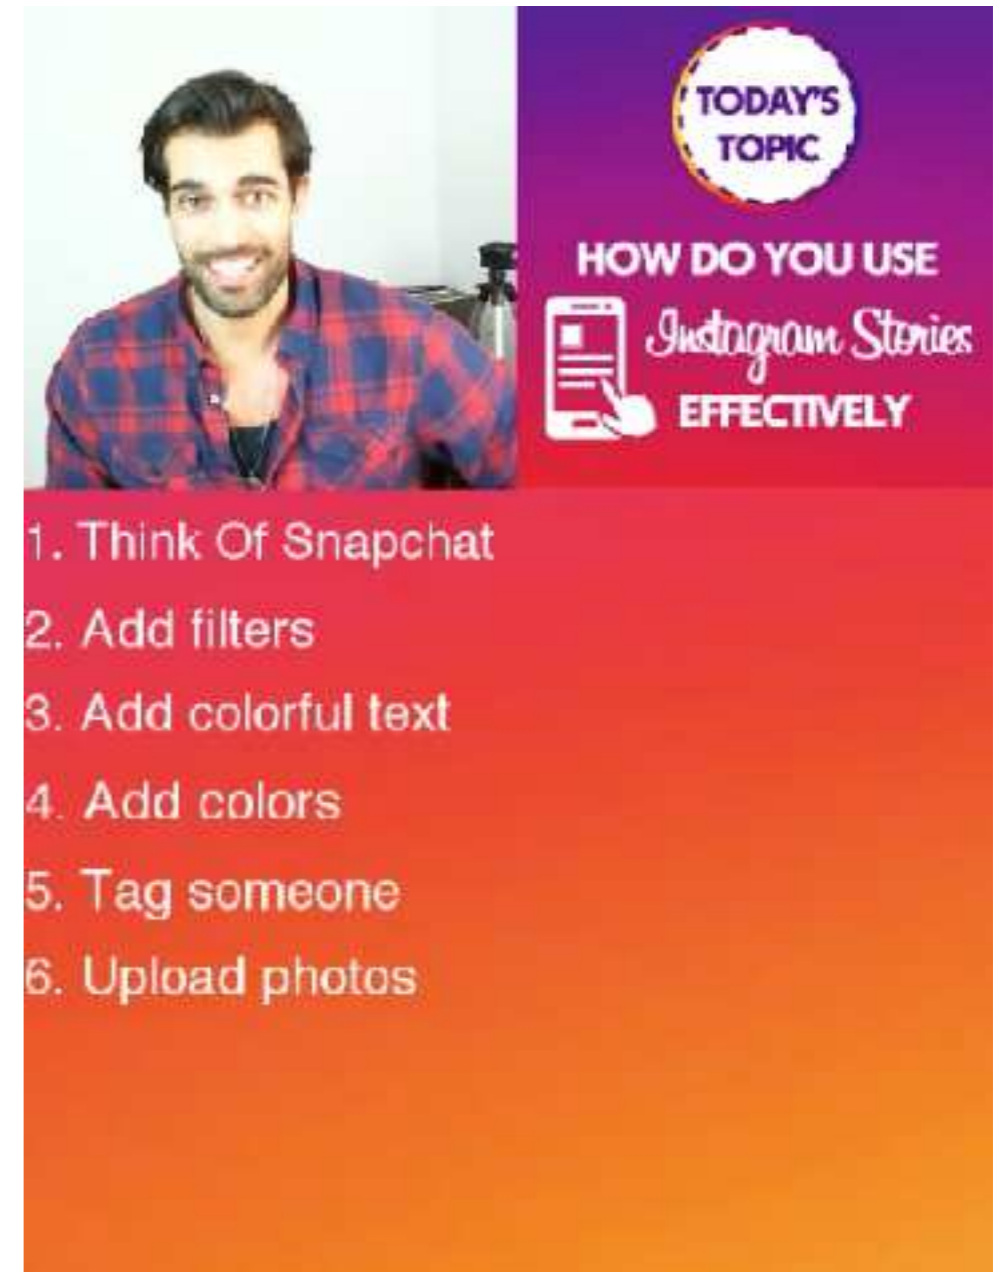 TODAY'S
TOPIC
HOW DO YOU USE
Instagram Stories
EFFECTIVELY
1. Think Of Snapchat
2. Add filters
3. Add colorful text
4. Add colors
5. Tag someone
6. Upload photos